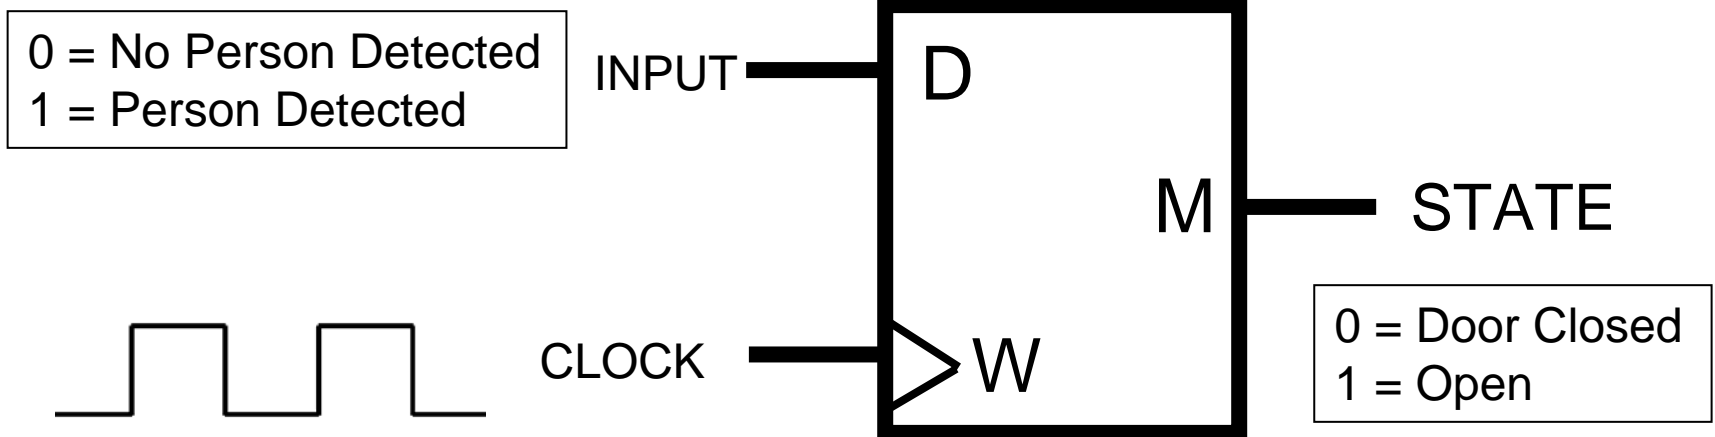 0 = No Person Detected
1 = Person Detected
INPUT
D
M
STATE
CLOCK
W
0 = Door Closed
1 = Open